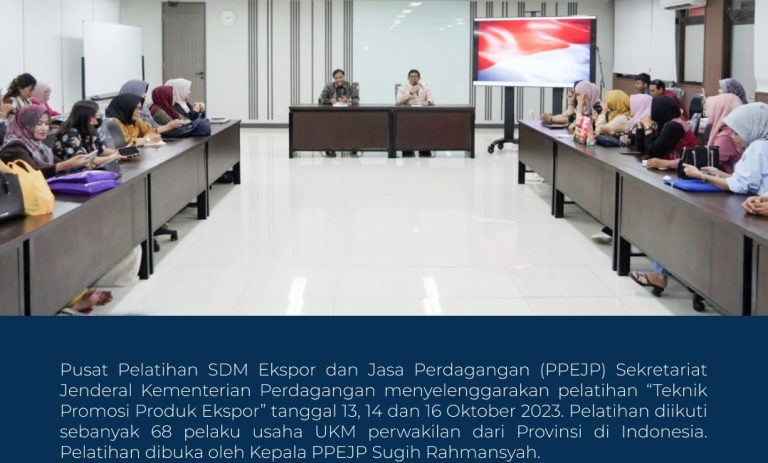 Pusat Pelatihan SDM Ekspor dan Jasa Perdagangan (PPEJP) Sekretariat
Jenderal Kementerian Perdagangan menyelenggarakan pelatihan “Teknik
Promosi Produk Ekspor” tanggal 13, 14 dan 16 Oktober 2023. Pelatihan diikuti
sebanyak 68 pelaku usaha UKM perwakilan dari Provinsi di Indonesia.
Pelatihan dibuka oleh Kepala PPEJP Sugih Rahmansyah.